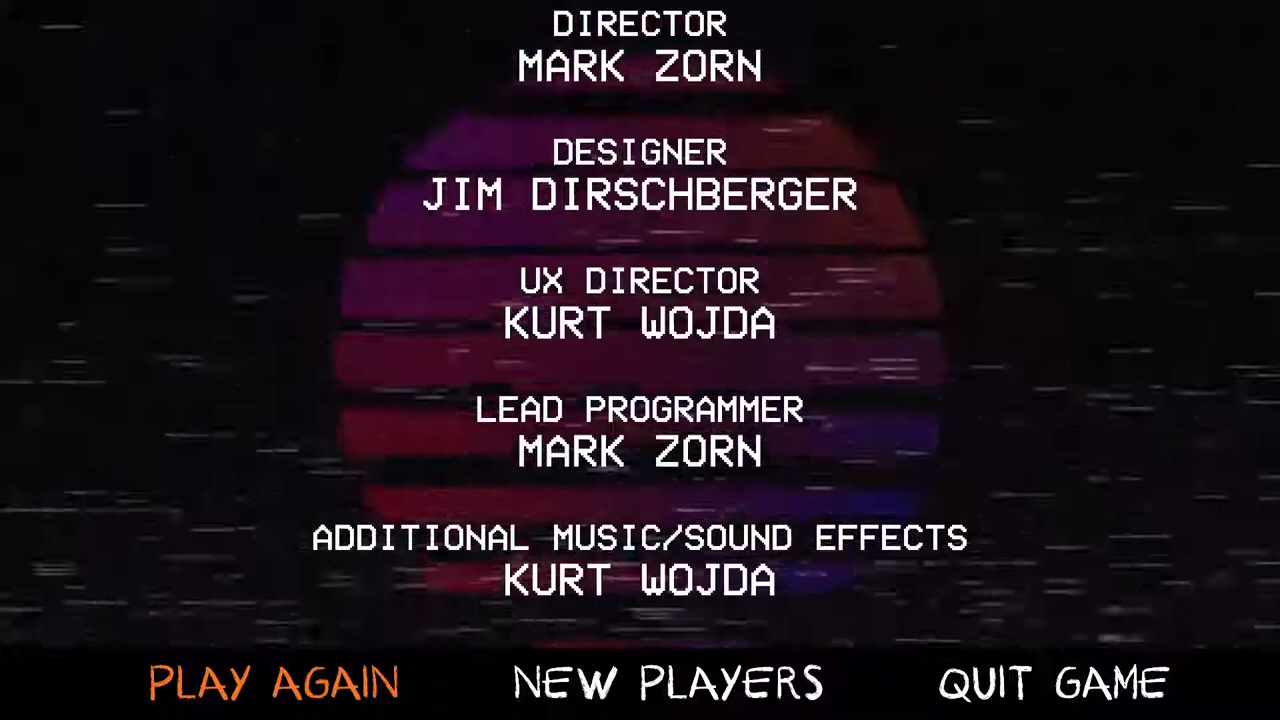 DIRECTOR
MARK ZORN
DESIGNER
JIM DIRSCHBERGER
UX DIRECTOR
KURT WOJDA
LEAD PROGRAMMER
MARK ZORN
ADDITIONAL MUSIC/SOUND EFFECTS
KURT WOJDA
PLAY AGAIN NEW PLAYERS QUIT GAME